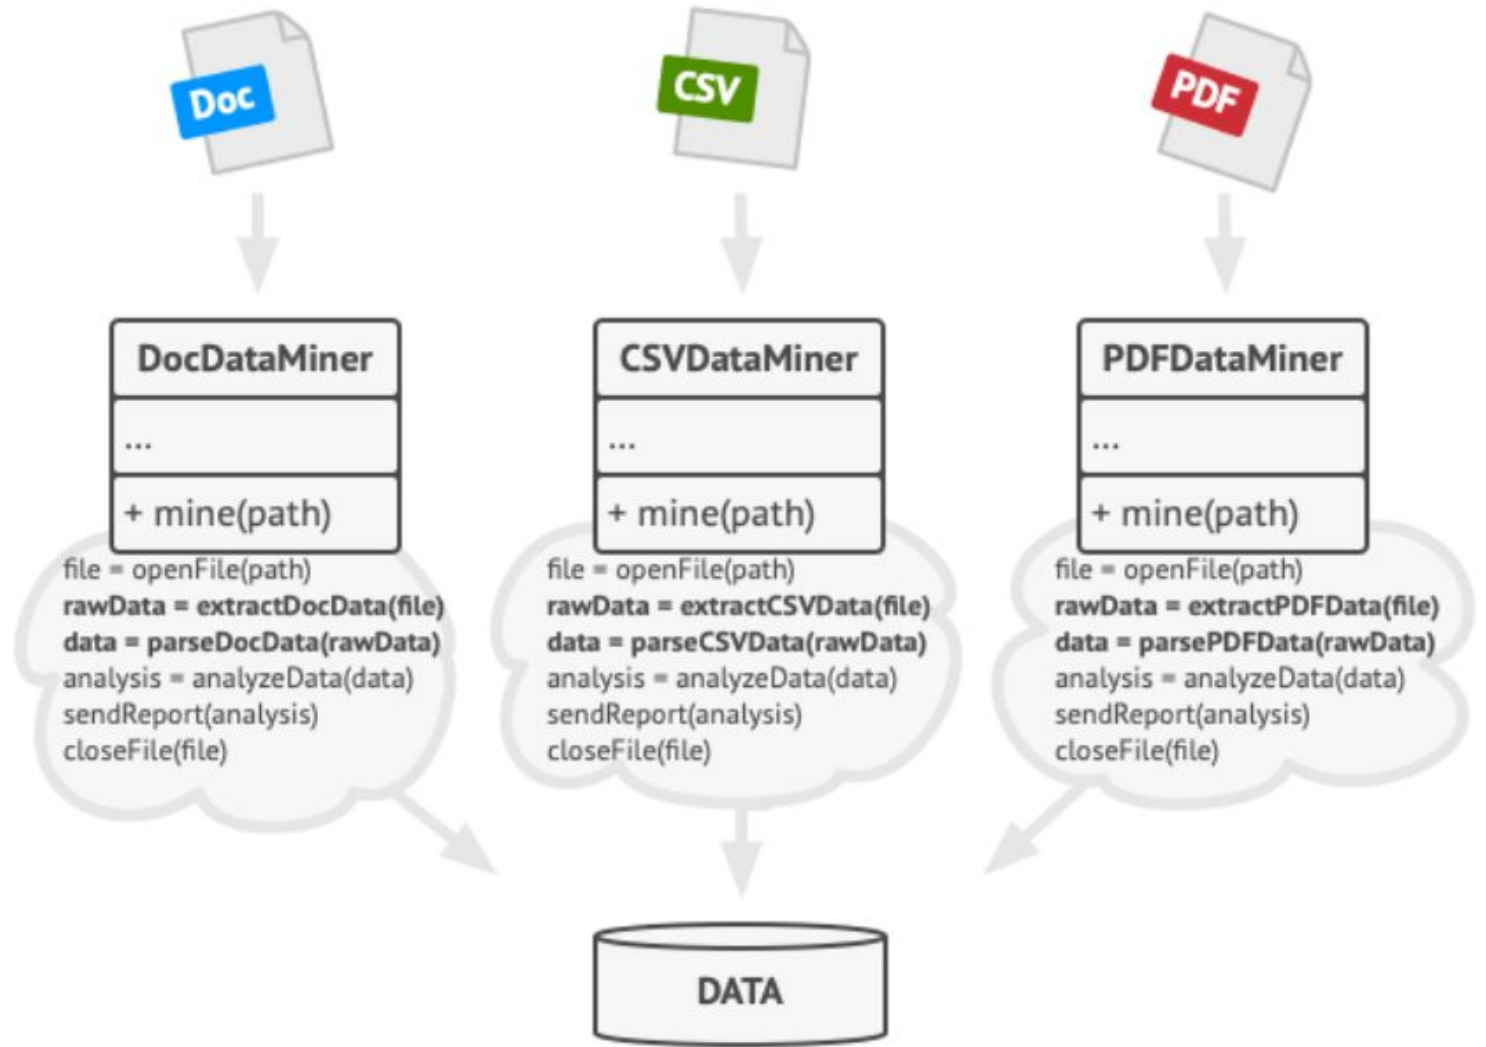 Doc
CSV
PDF
DocDataMiner
...
+ mine(path)
file = openFile(path)
rawData = extractDocData(file)
data = parseDocData(rawData)
analysis = analyzeData(data)
sendReport(analysis)
closeFile(file)
CSVDataMiner
...
+ mine(path)
file = openFile(path)
rawData = extractCSVData(file)
data = parseCSVData(rawData)
analysis = analyzeData(data)
sendReport(analysis)
closeFile(file)
PDFDataMiner
...
+ mine(path)
file = openFile(path)
rawData = extractPDFData(file)
data = parsePDFData(rawData)
analysis = analyzeData(data)
sendReport(analysis)
closeFile(file)
DATA